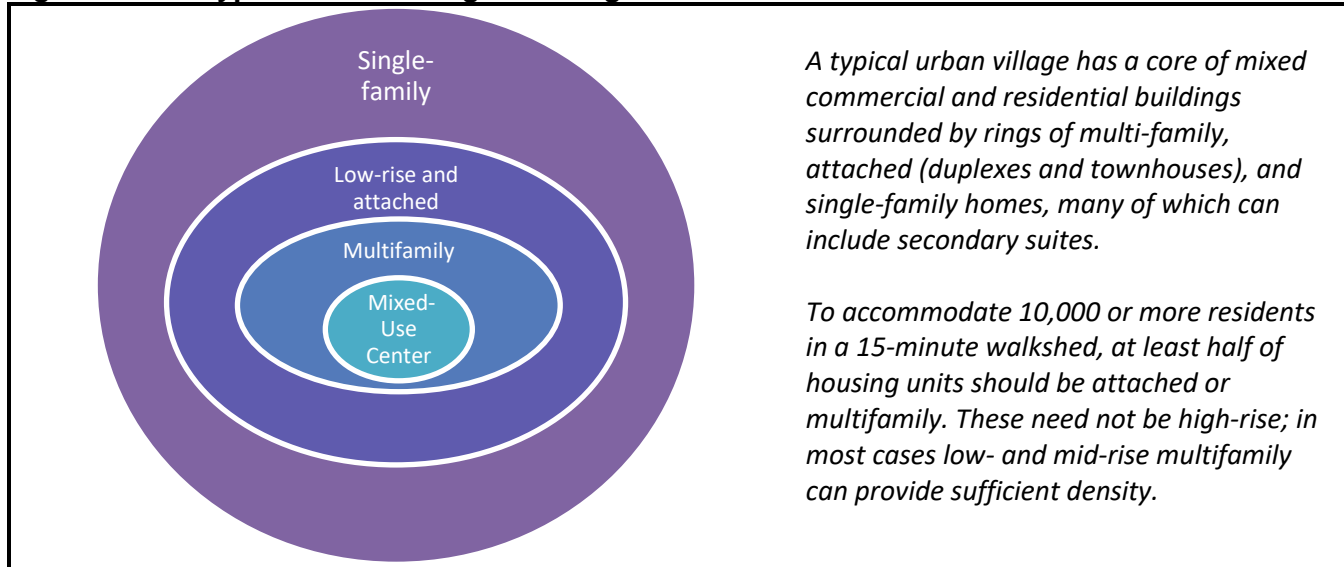 Single-
family
Low-rise and
attached
Multifamily
Mixed-
Use
Center
A typical urban village has a core of mixed
commercial and residential buildings
surrounded by rings of multi-family,
attached (duplexes and townhouses), and
single-family homes, many of which can
include secondary suites.
To accommodate 10,000 or more residents
in a 15-minute walkshed, at least half of
housing units should be attached or
multifamily. These need not be high-rise; in
most cases low- and mid-rise multifamily
can provide sufficient density.